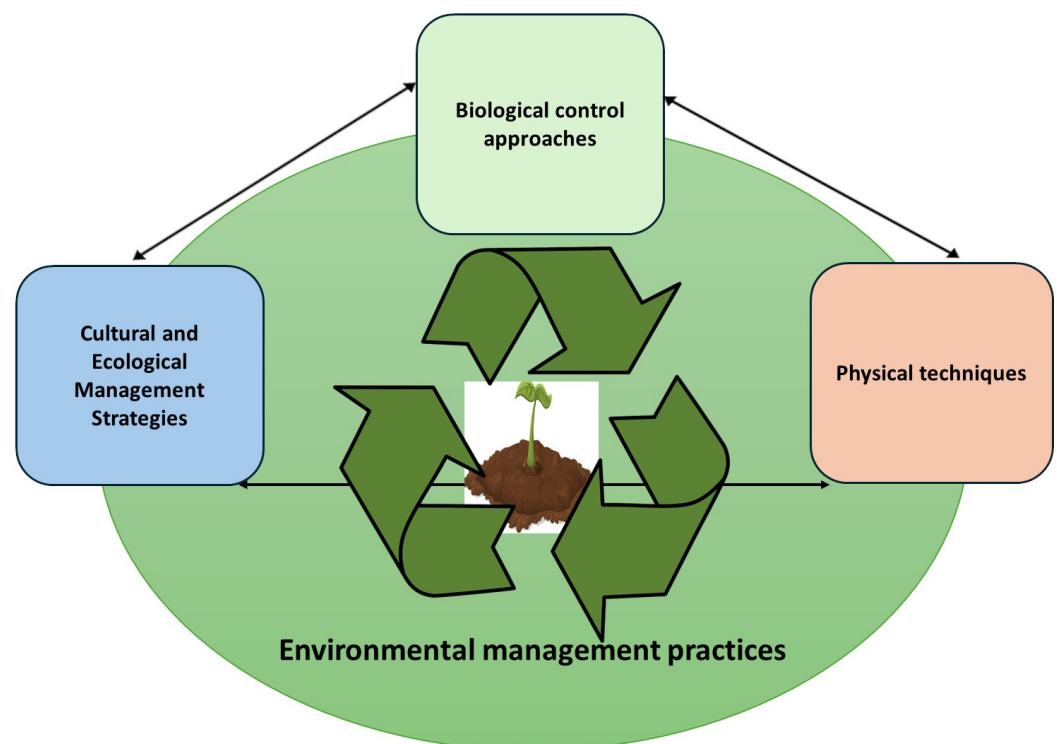 Biological control
approaches
Cultural and
Ecological
Management
Strategies
Physical techniques
Environmental management practices